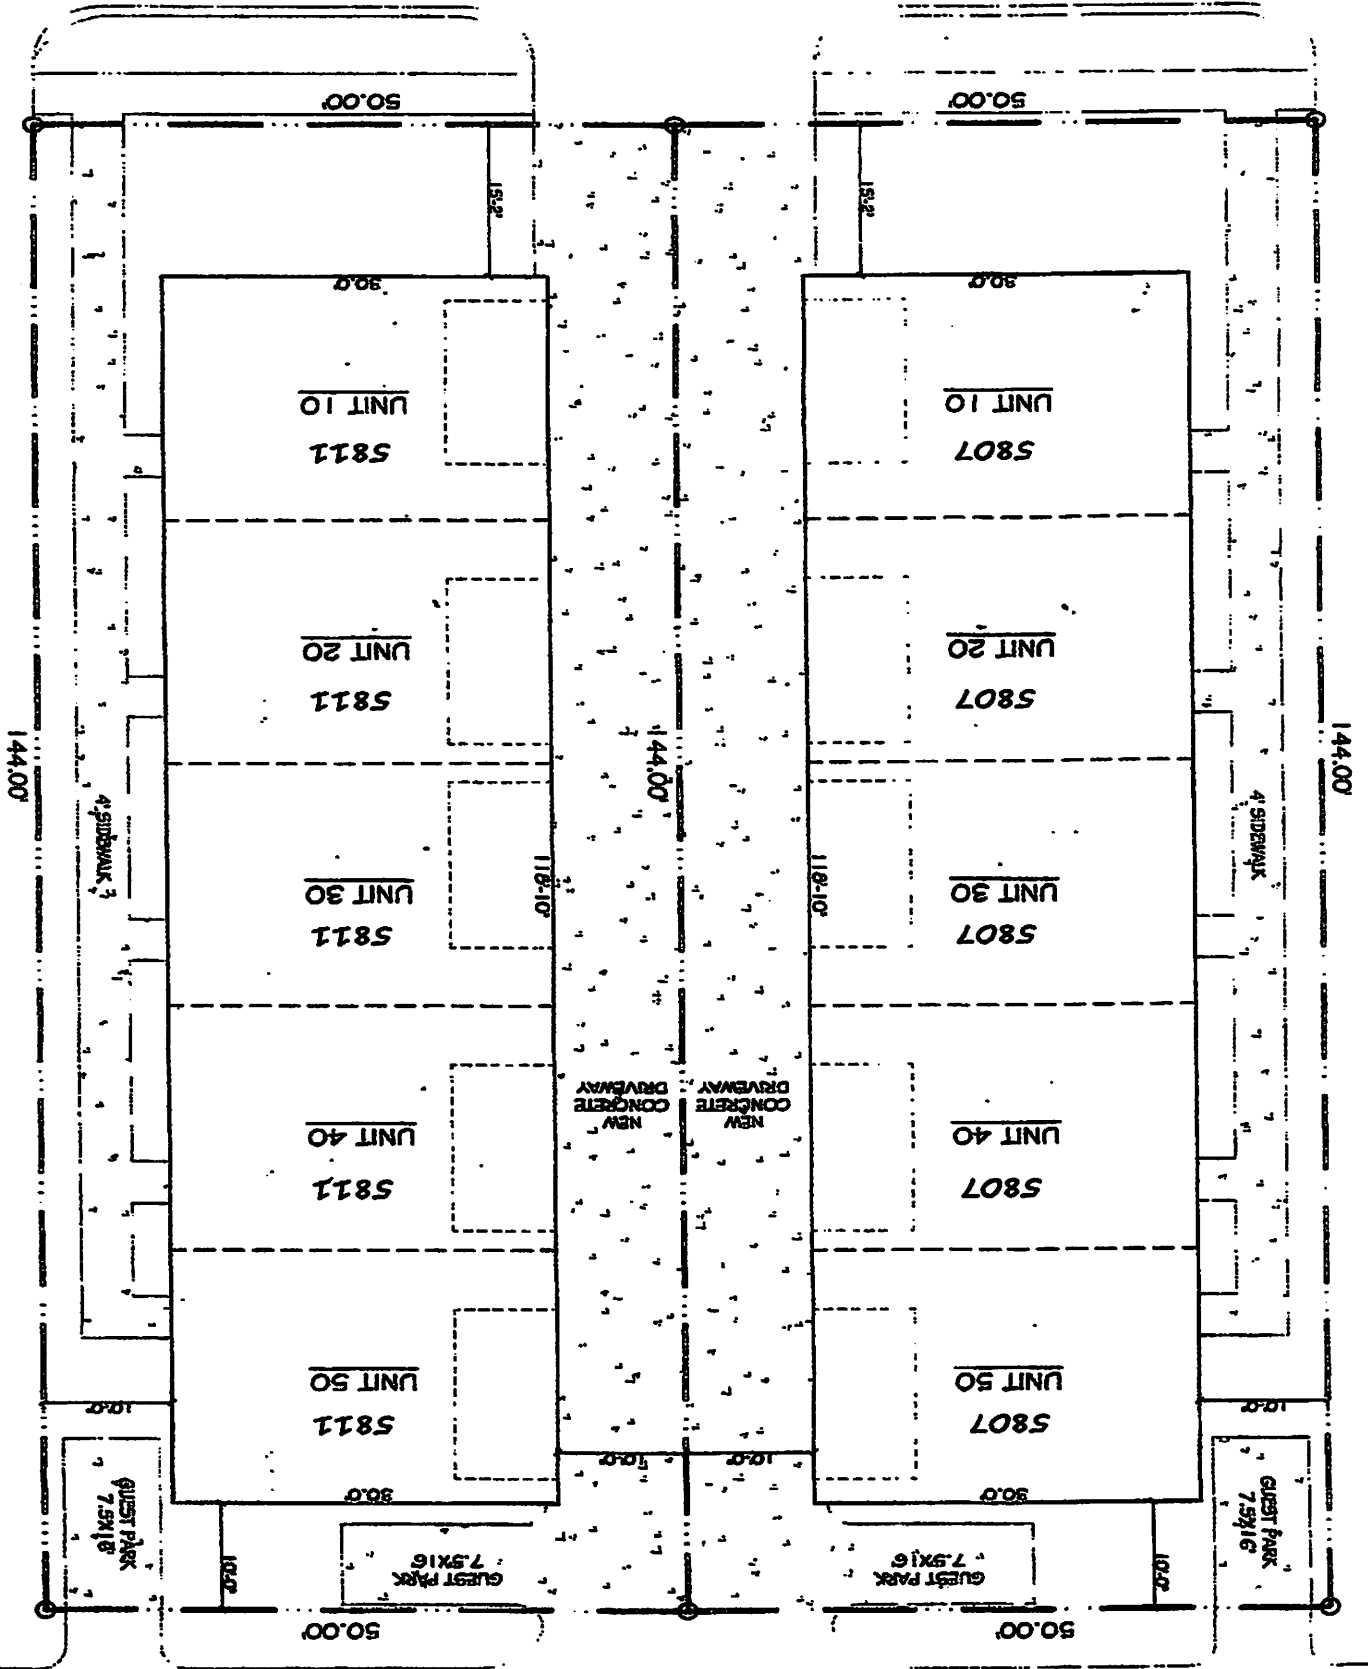 50.00'
50.00'
GUEST PARK
7.5X16'
10'-0"
GUEST PARK
7.5X16'
GUEST PARK
7.5X16'
10'-0"
GUEST PARK
7.5X16'
30'-0"
30'-0"
10'-0"
10'-0"
10'-0"
10'-0"
5807
UNIT 50
5811
UNIT 50
5807
UNIT 40
5811
UNIT 40
NEW
CONCRETE
DRIVEWAY
NEW
CONCRETE
DRIVEWAY
5807
UNIT 30
5811
UNIT 30
118'-10"
118'-10"
4' SIDEWALK
4' SIDEWALK
144.00'
144.00'
144.00'
5807
UNIT 20
5811
UNIT 20
5807
UNIT 10
5811
UNIT 10
30'-0"
30'-0"
15'-2"
15'-2"
50.00'
50.00'